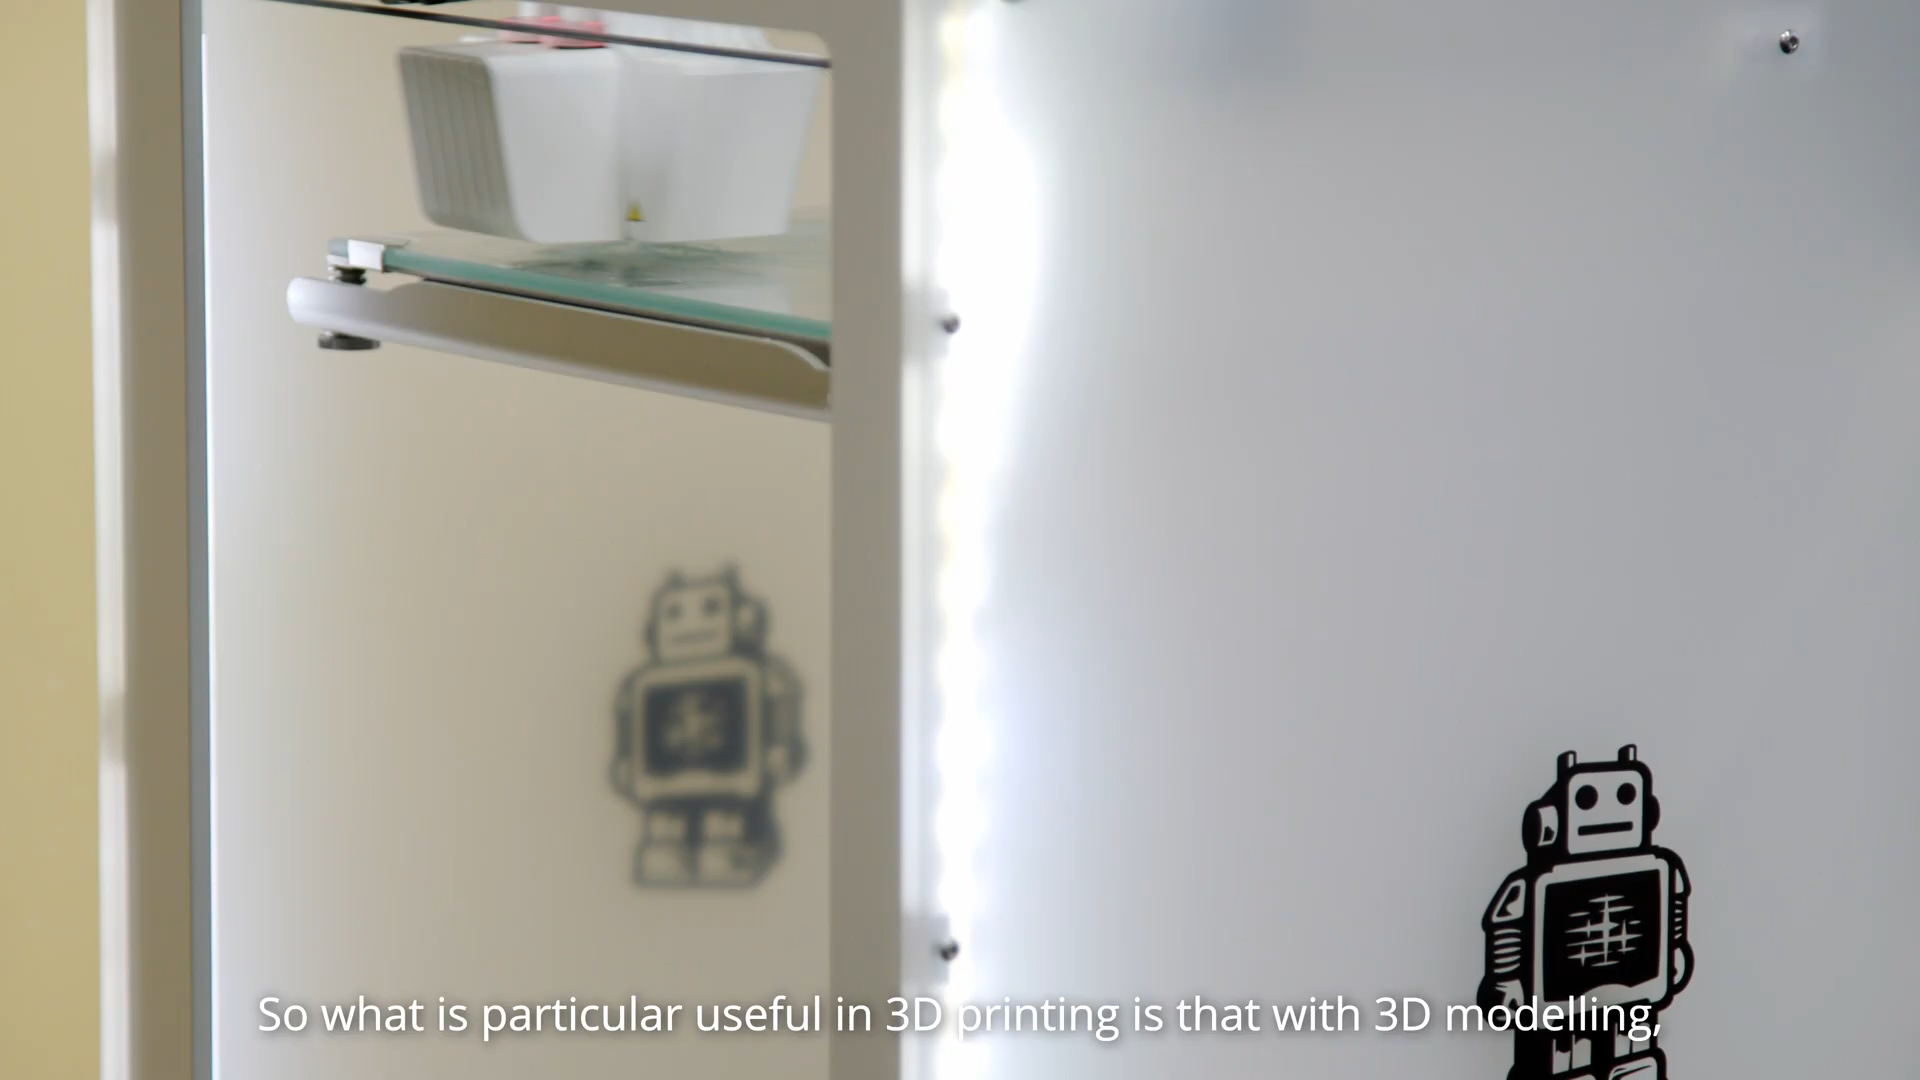 So what is particular useful in 3D printing is that with 3D modelling,